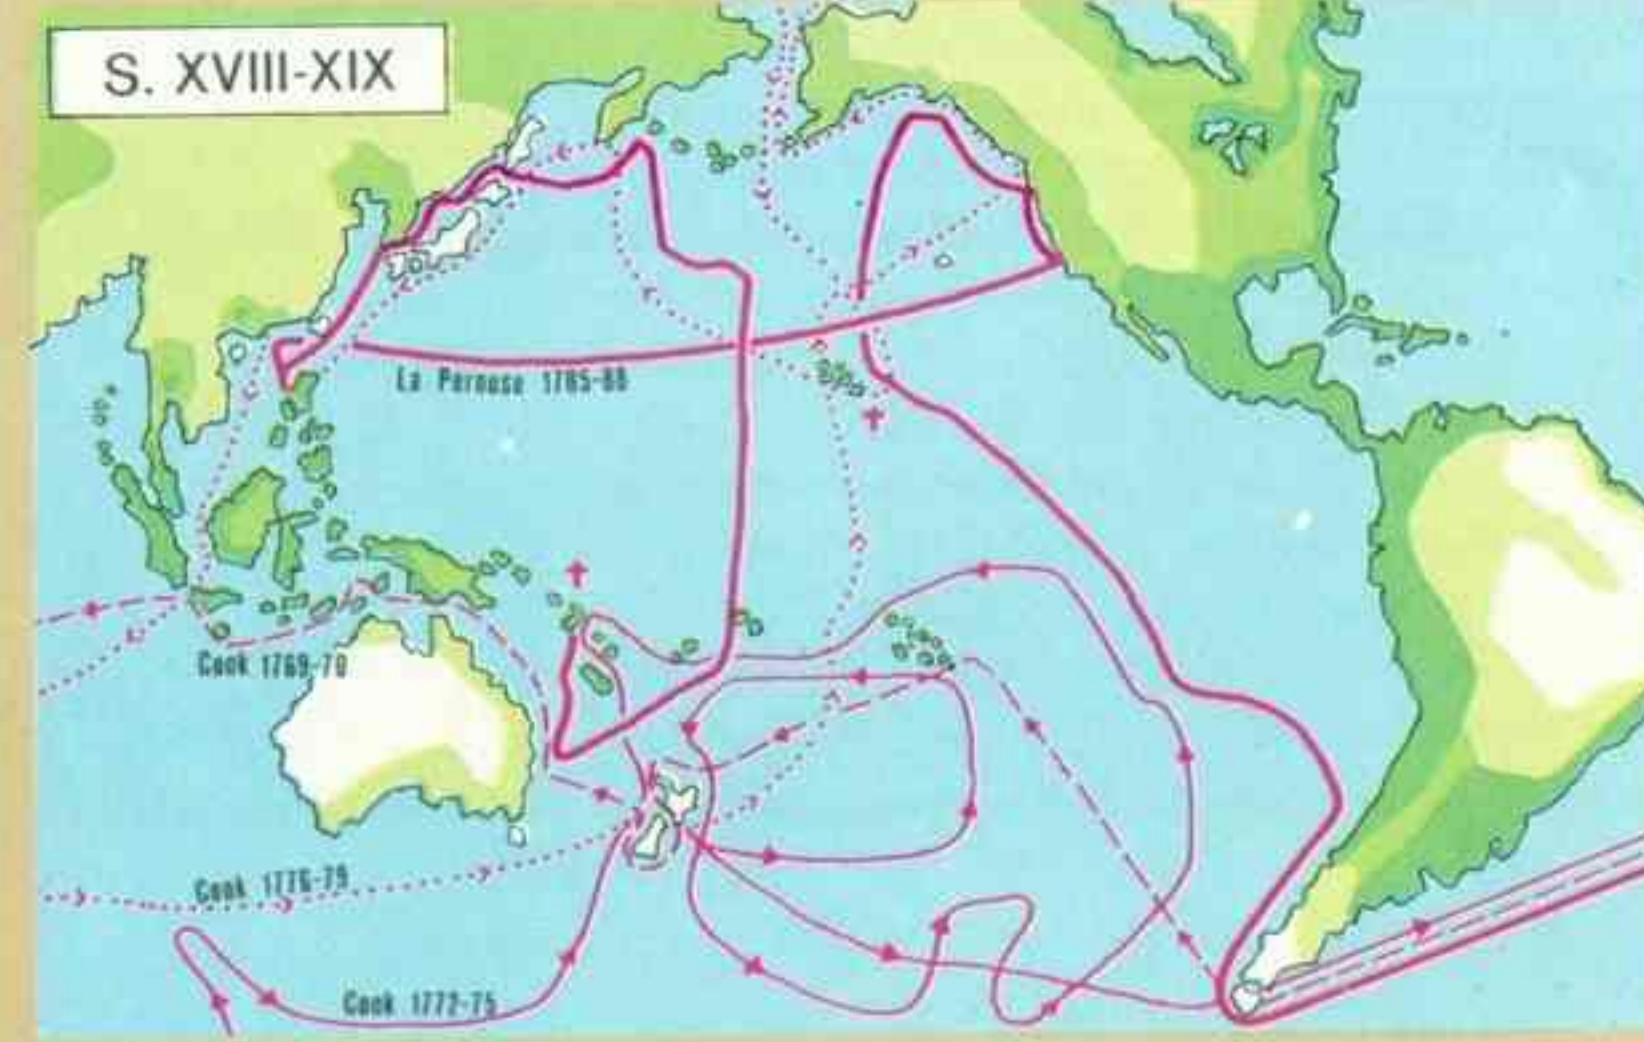 S. XVIII-XIX
La Perouse 1785-88
Cook 1769-70
Cook 1776-79
Cook 1772-75